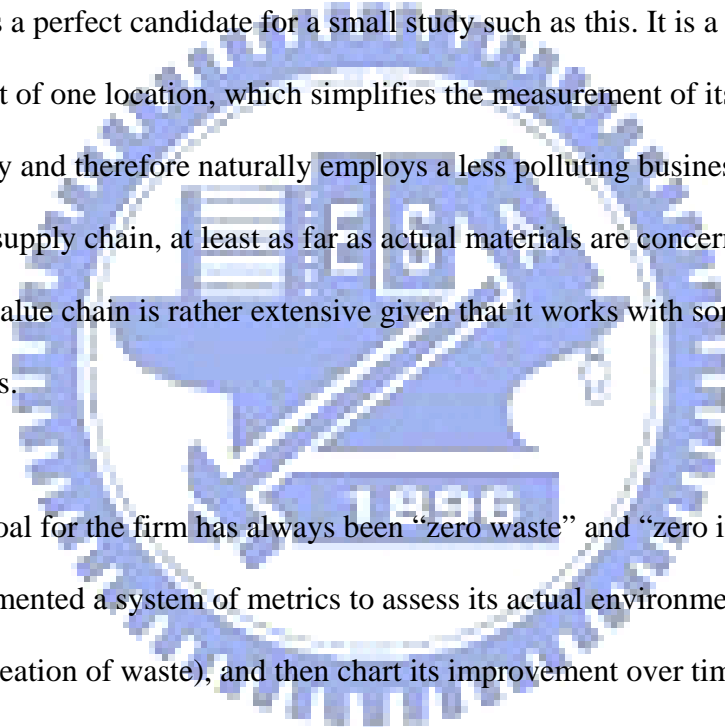 s a perfect candidate for a small study such as this. It is a
t of one location, which simplifies the measurement of its
y and therefore naturally employs a less polluting busines
supply chain, at least as far as actual materials are concern
alue chain is rather extensive given that it works with som
s.
oal for the firm has always been “zero waste” and “zero i
mented a system of metrics to assess its actual environme
eation of waste), and then chart its improvement over tim
E S A
1896